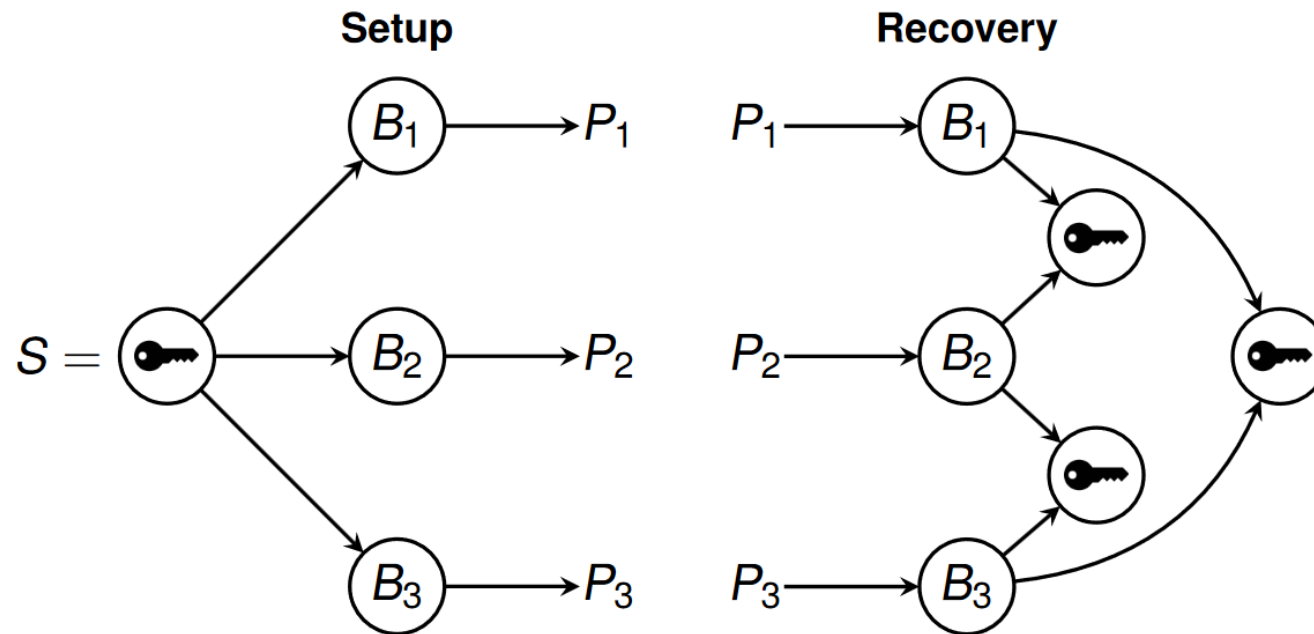 Setup
Recovery
B₁ P₁
P₁ B₁
S = B₂ P₂
P₂ B₂
B₃ P₃
P₃ B₃